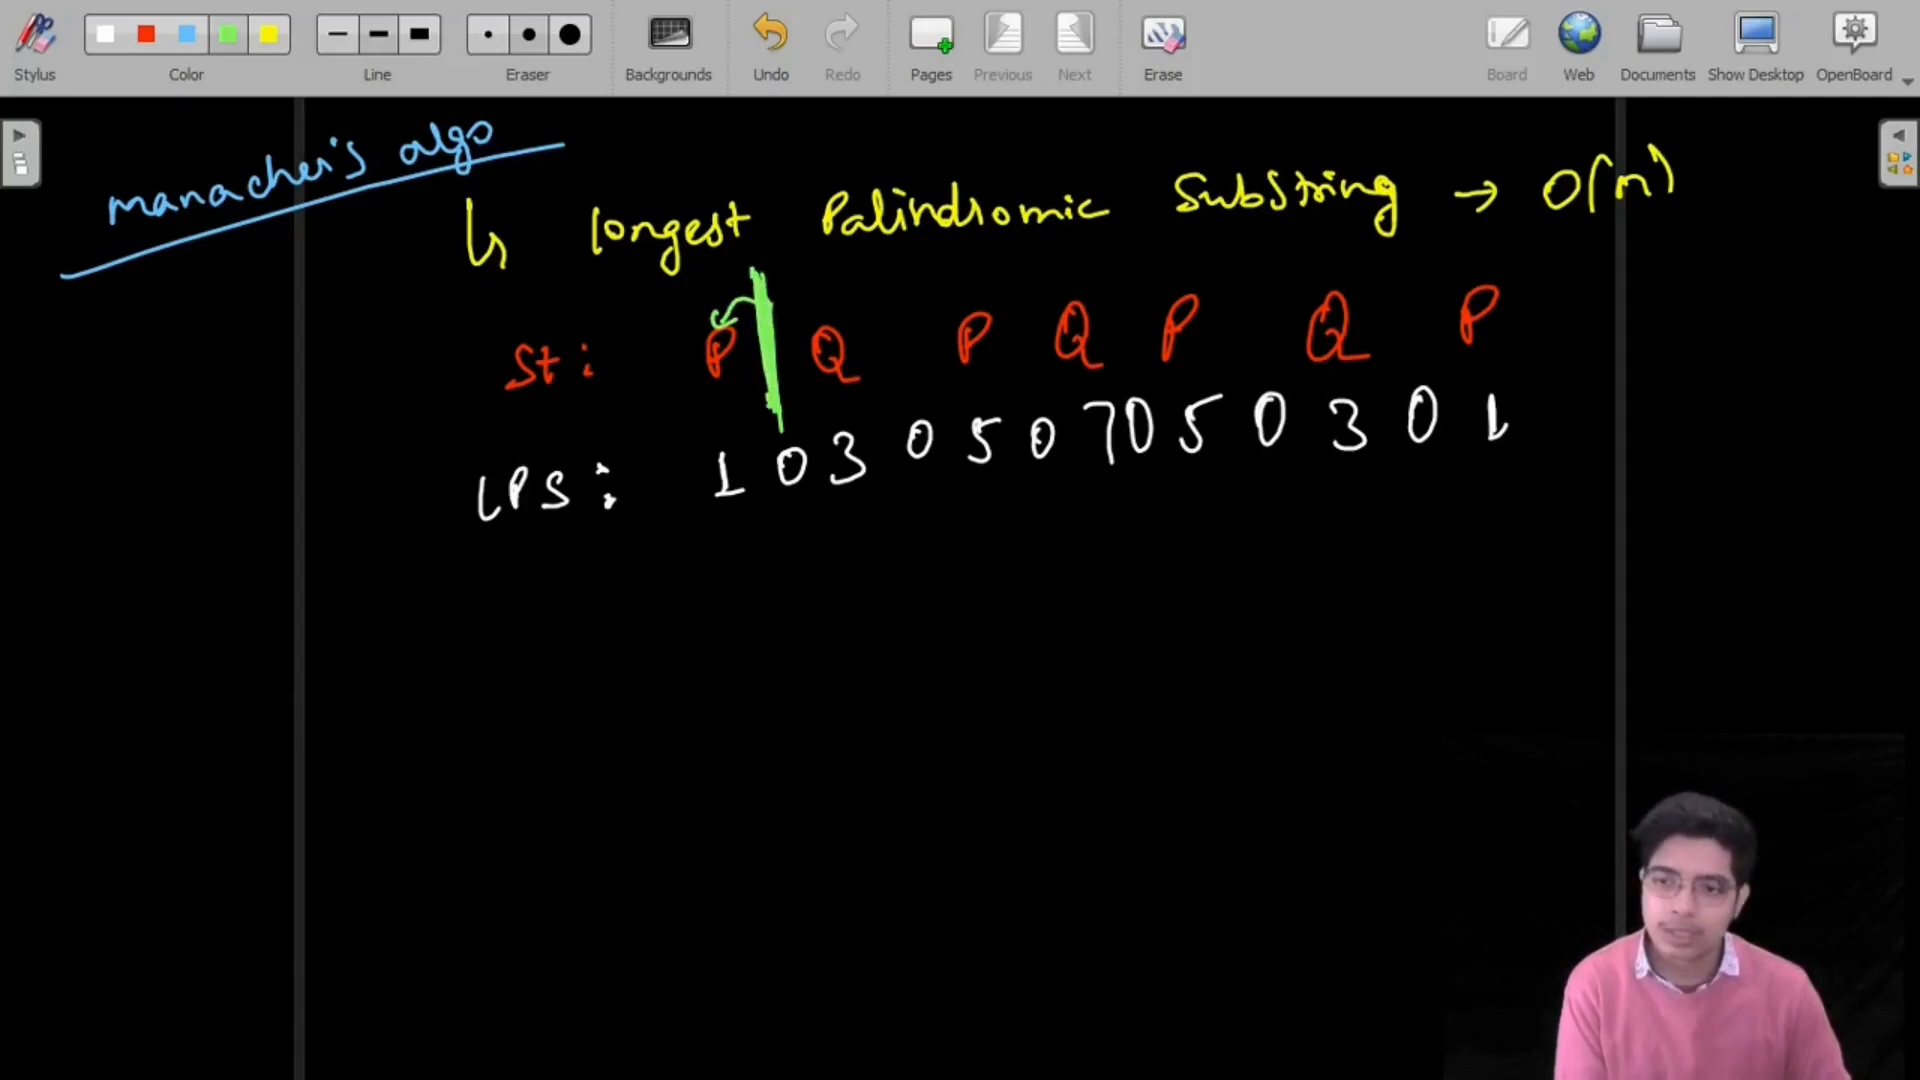 Stylus Color Line Eraser Backgrounds Undo Redo Pages Previous Next Erase Board Web Documents Show Desktop OpenBoard
manacher's algo
↳ longest Palindromic Substring → O(n)
St: P Q P Q P Q P
LPS: 1 0 3 0 5 0 7 0 5 0 3 0 1